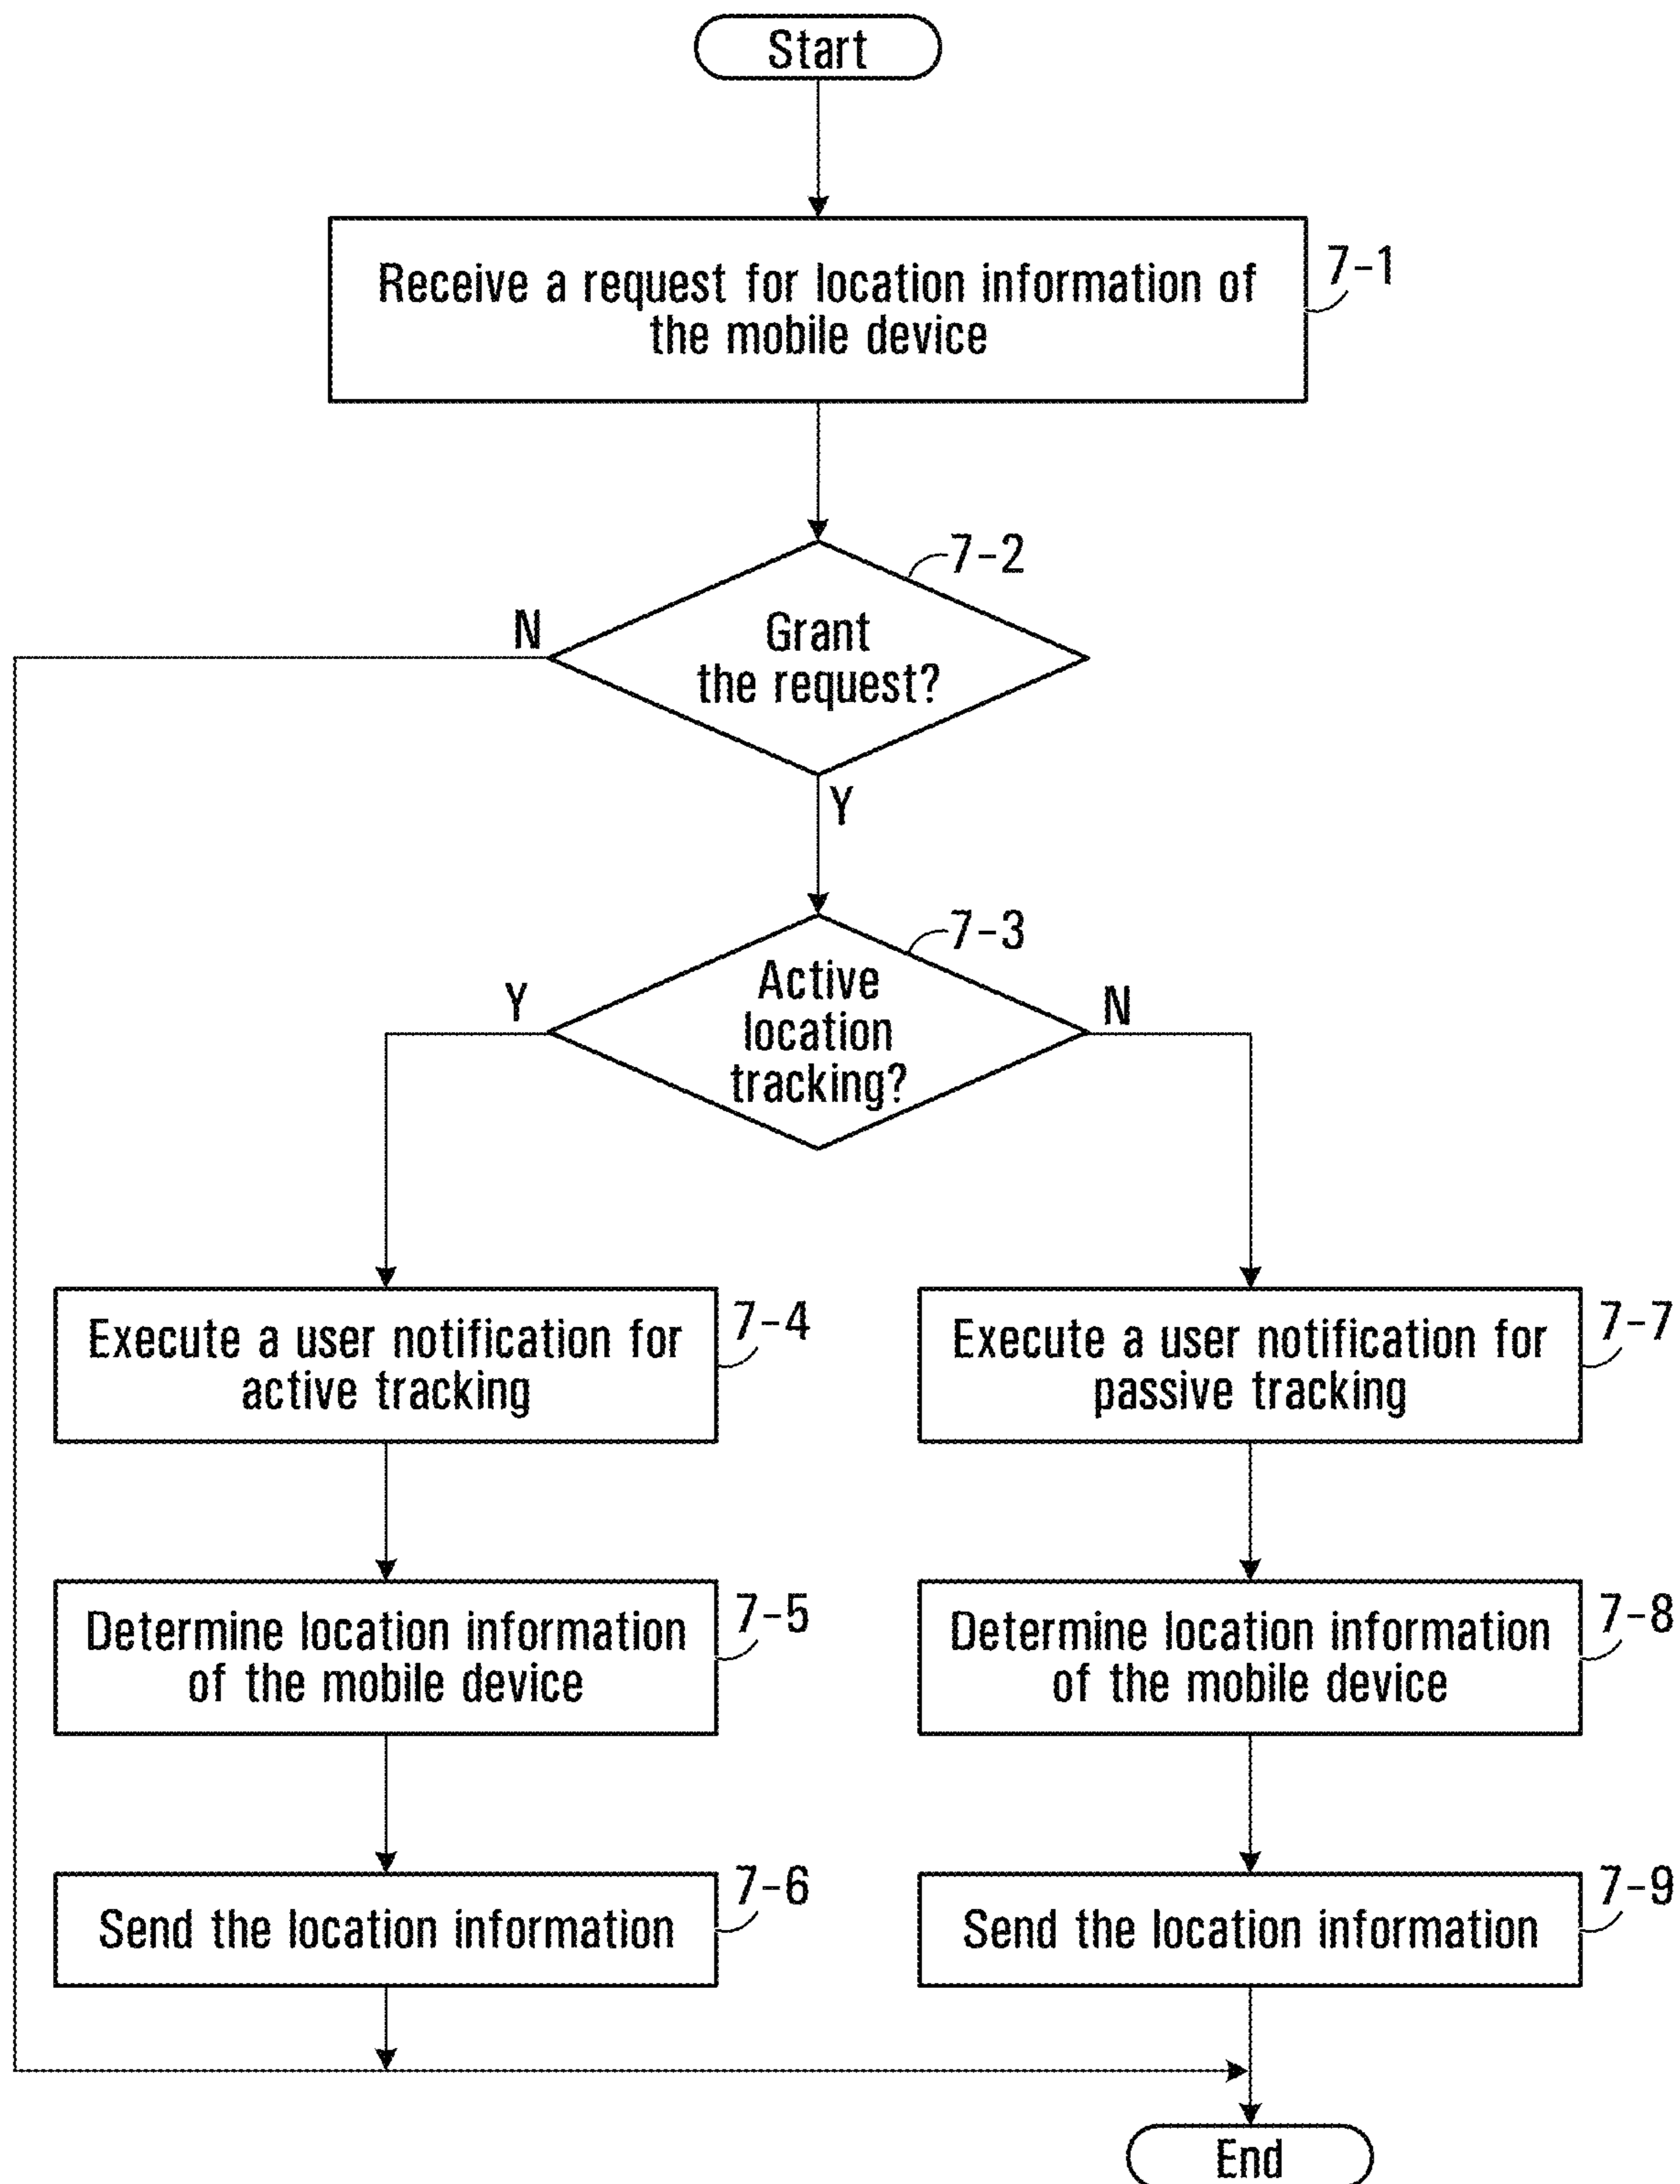 Start
Receive a request for location information of
the mobile device
7-1
7-2
Grant
the request?
N
Y
7-3
Active
location
tracking?
Y
N
Execute a user notification for
active tracking
7-4
Execute a user notification for
passive tracking
7-7
Determine location information
of the mobile device
7-5
Determine location information
of the mobile device
7-8
Send the location information
7-6
Send the location information
7-9
End